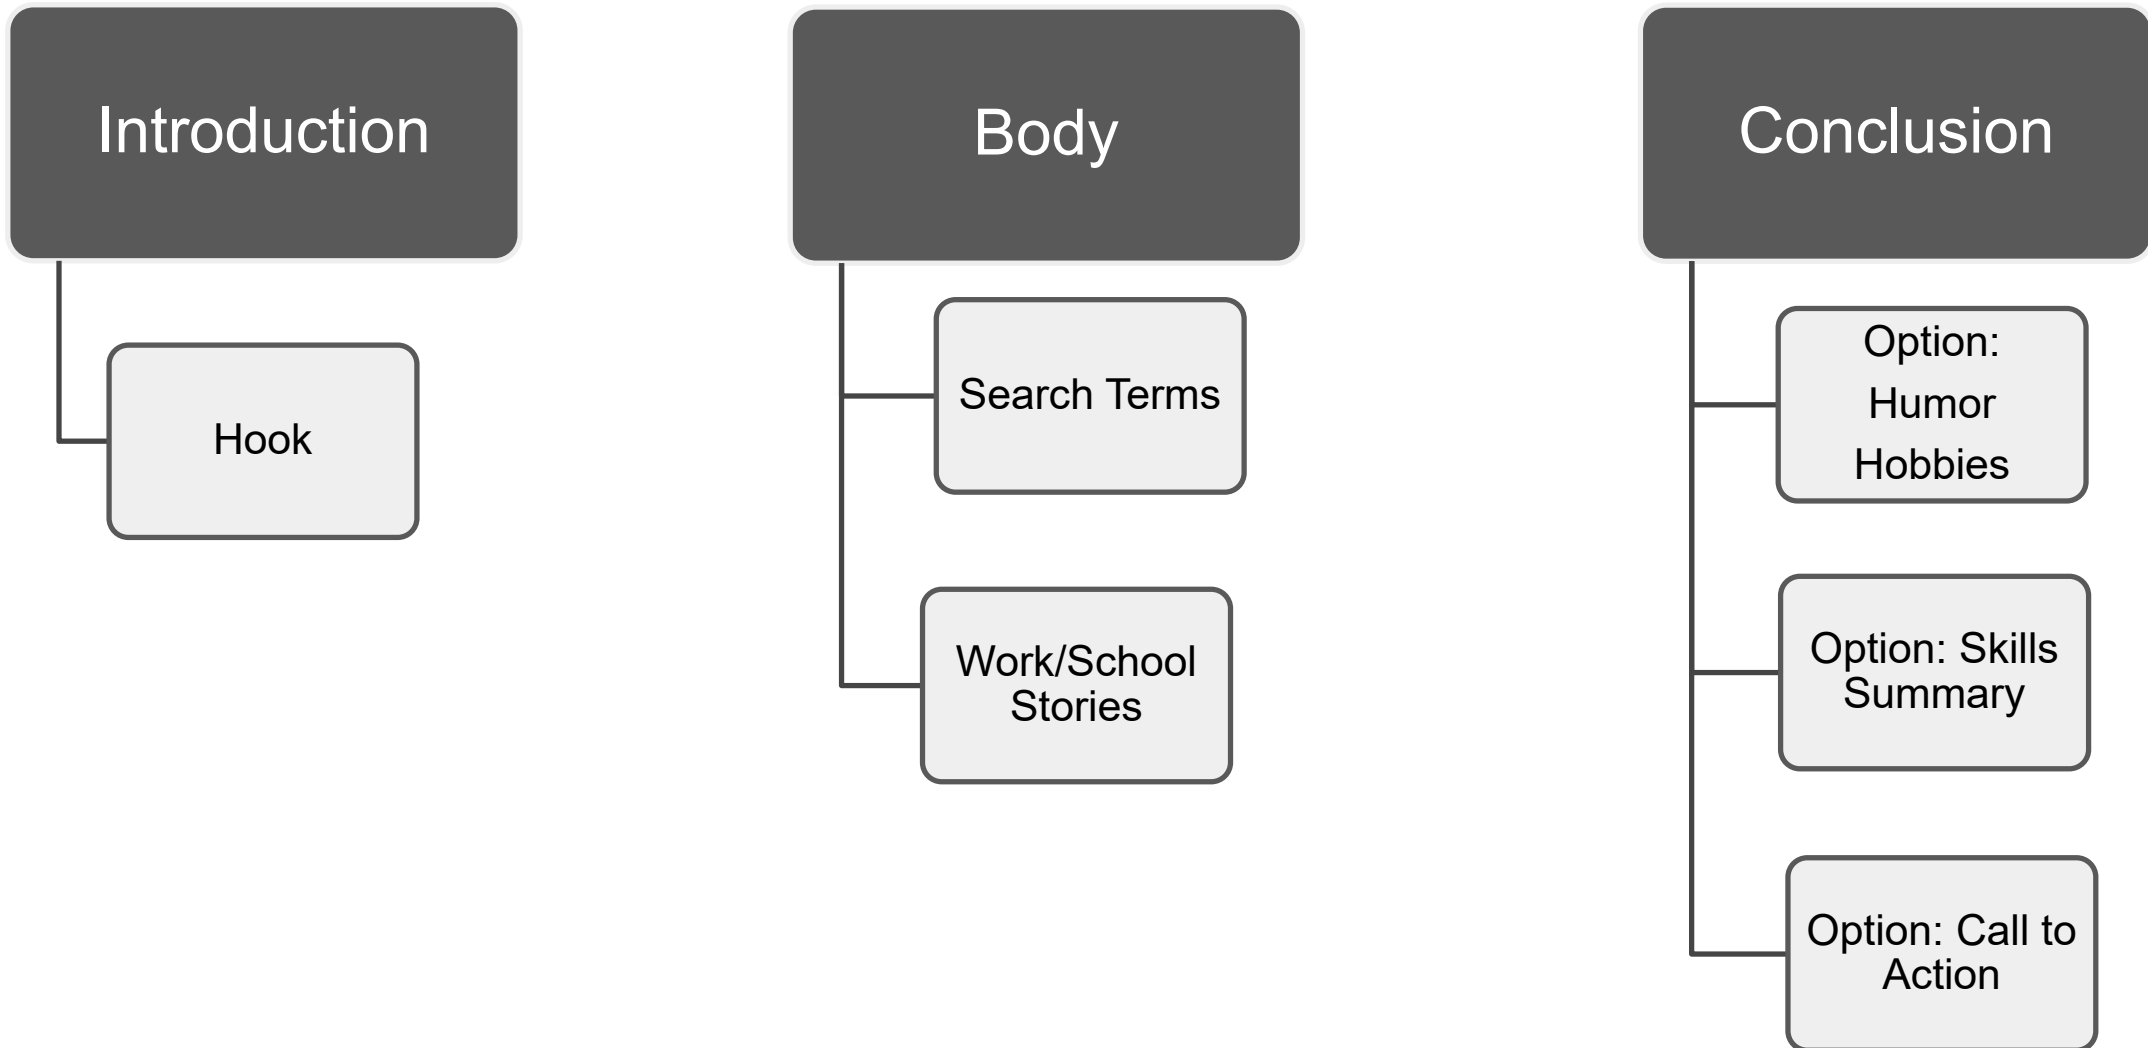 Introduction
Hook
Body
Search Terms
Work/School
Stories
Conclusion
Option:
Humor
Hobbies
Option: Skills
Summary
Option: Call to
Action